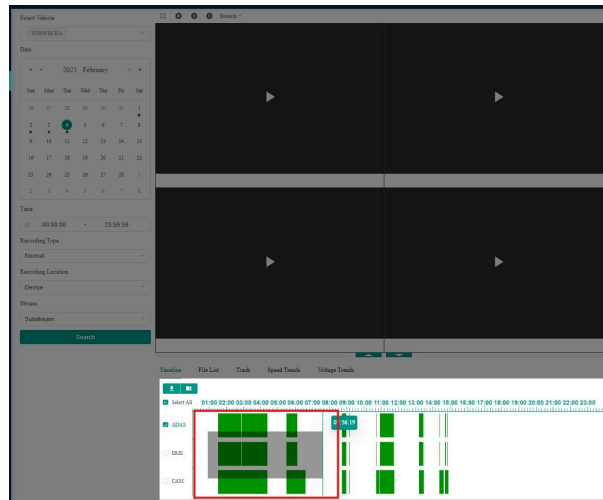 Select Vehicle
Stretch
Date
2025 February
Sun Mon Tue Wed Thu Fri Sat
26 27 28 29 30 31 1
2 3 4 5 6 7 8
9 10 11 12 13 14 15
16 17 18 19 20 21 22
23 24 25 26 27 28 1
2 3 4 5 6 7 8
Time
00:00:00 - 23:59:59
Recording Type
Normal
Recording Location
Device
Stream
Substream
Search
Timeline File List Track Speed Trends Voltage Trends
Select All 01:00 02:00 03:00 04:00 05:00 06:00 07:00 08:00 09:00 10:00 11:00 12:00 13:00 14:00 15:00 16:00 17:00 18:00 19:00 20:00 21:00 22:00 23:00
ADAS
DMS
CAM